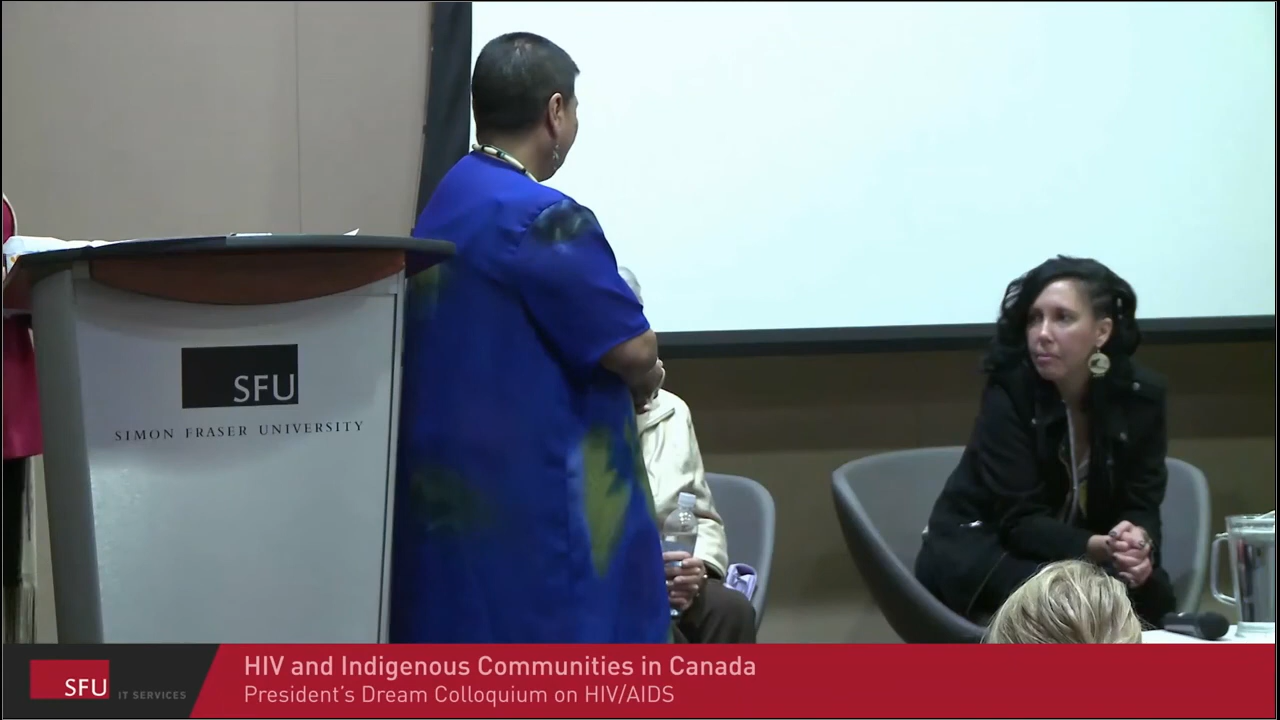 SFU
SIMON FRASER UNIVERSITY
HIV and Indigenous Communities in Canada
SFU IT SERVICES
President's Dream Colloquium on HIV/AIDS